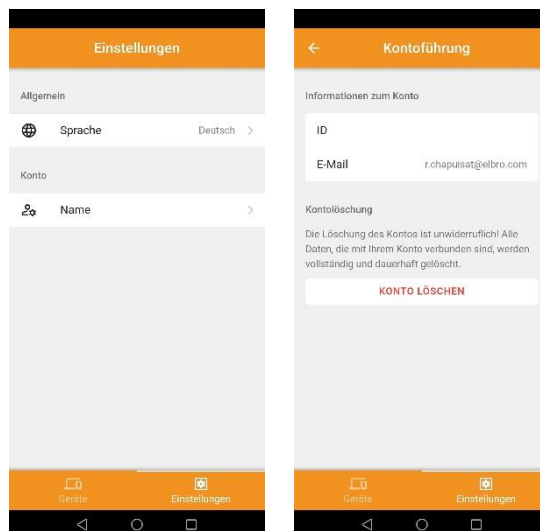 Einstellungen
Allgemein
Sprache Deutsch
Konto
Name
Geräte Einstellungen
Kontoführung
Informationen zum Konto
ID
E-Mail r.chapuisat@elbro.com
Kontolöschung
Die Löschung des Kontos ist unwiderruflich! Alle
Daten, die mit Ihrem Konto verbunden sind, werden
vollständig und dauerhaft gelöscht.
KONTO LÖSCHEN
Geräte Einstellungen